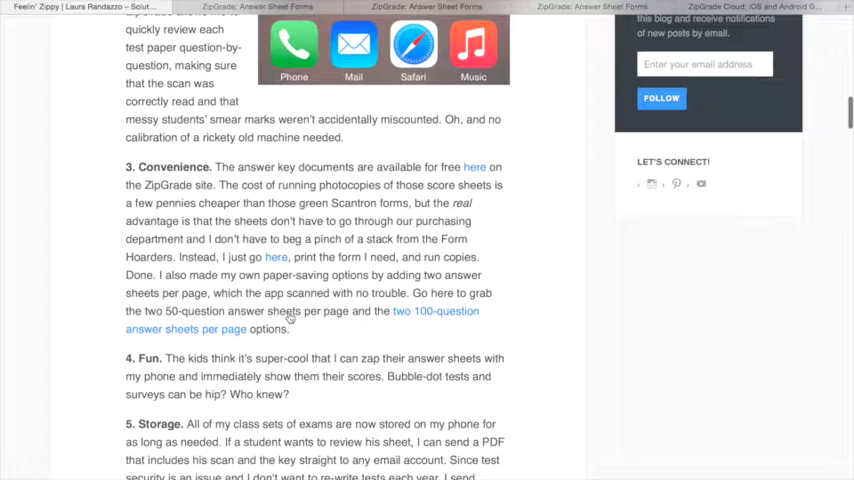 Feelin' Zippy | Laura Randazzo – Solut... ZipGrade: Answer Sheet Forms ZipGrade: Answer Sheet Forms ZipGrade: Answer Sheet Forms ZipGrade Cloud: iOS and Android G...
quickly review each
test paper question-by-
question, making sure
that the scan was
correctly read and that
messy students' smear marks weren't accidentally miscounted. Oh, and no
calibration of a rickety old machine needed.
Phone Mail Safari Music
3. Convenience. The answer key documents are available for free here on
the ZipGrade site. The cost of running photocopies of those score sheets is
a few pennies cheaper than those green Scantron forms, but the real
advantage is that the sheets don't have to go through our purchasing
department and I don't have to beg a pinch of a stack from the Form
Hoarders. Instead, I just go here, print the form I need, and run copies.
Done. I also made my own paper-saving options by adding two answer
sheets per page, which the app scanned with no trouble. Go here to grab
the two 50-question answer sheets per page and the two 100-question
answer sheets per page options.
4. Fun. The kids think it's super-cool that I can zap their answer sheets with
my phone and immediately show them their scores. Bubble-dot tests and
surveys can be hip? Who knew?
5. Storage. All of my class sets of exams are now stored on my phone for
as long as needed. If a student wants to review his sheet, I can send a PDF
that includes his scan and the key straight to any email account. Since test
security is an issue and I don't want to re-write tests each year, I send
this blog and receive notifications
of new posts by email.
Enter your email address
FOLLOW
LET'S CONNECT!